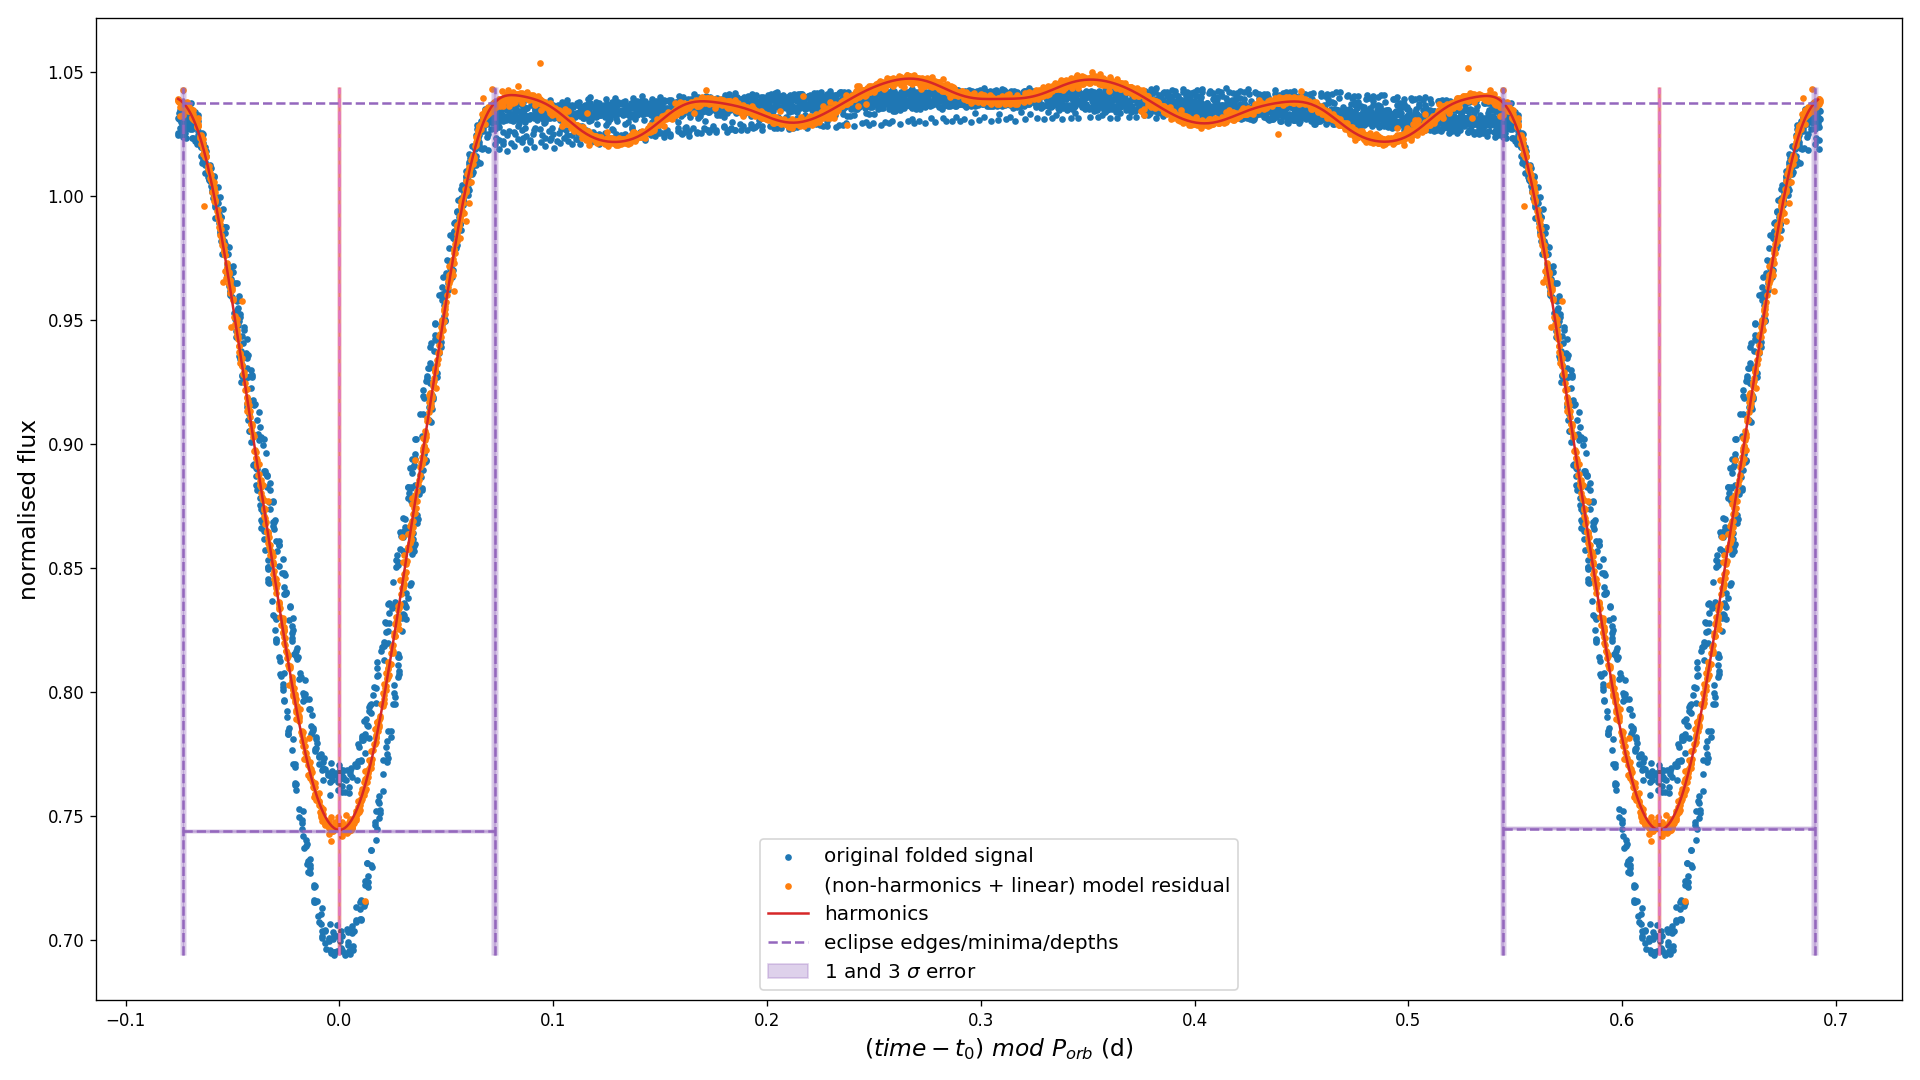 1.05
1.00
0.95
0.90
0.85
0.80
0.75
0.70
normalised flux
original folded signal
(non-harmonics + linear) model residual
harmonics
eclipse edges/minima/depths
1 and 3 σ error
−0.1 0.0 0.1 0.2 0.3 0.4 0.5 0.6 0.7
(time − t₀) mod Pₒᵣb (d)